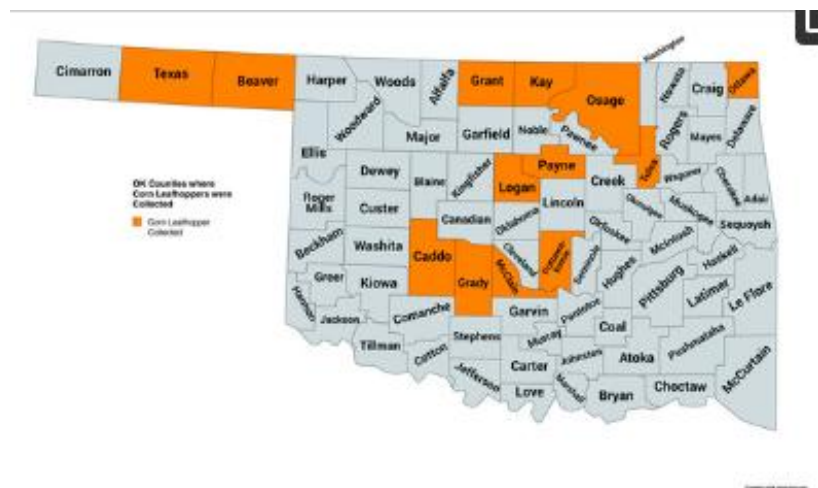 Washington
Cimarron
Texas
Beaver
Harper
Woods
Alfalfa
Grant
Kay
Osage
Nowata
Craig
Ottawa
Woodward
Major
Garfield
Noble
Pawnee
Rogers
Mayes
Delaware
Ellis
Dewey
Blaine
Kingfisher
Logan
Payne
Creek
Tulsa
Wagoner
Cherokee
Adair
OK Counties where
Corn Leafhoppers were
Collected
Corn Leafhopper
Collected
Roger
Mills
Custer
Canadian
Oklahoma
Lincoln
Okfuskee
Okmulgee
Muskogee
Sequoyah
Beckham
Washita
Caddo
Grady
McClain
Cleveland
Seminole
Hughes
McIntosh
Haskell
Greer
Kiowa
Pittsburg
Latimer
Le Flore
Harmon
Jackson
Comanche
Garvin
Pontotoc
Coal
Tillman
Cotton
Stephens
Murray
Johnston
Atoka
Pushmataha
McCurtain
Jefferson
Carter
Love
Marshall
Bryan
Choctaw